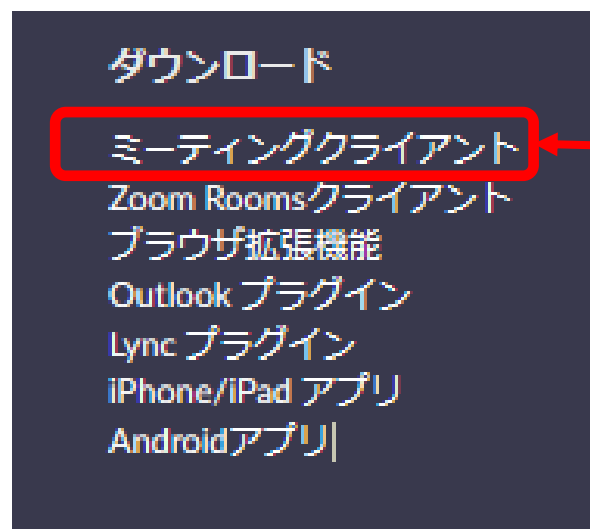 ダウンロード
ミーティングクライアント
Zoom Roomsクライアント
ブラウザ拡張機能
Outlook プラグイン
Lync プラグイン
iPhone/iPad アプリ
Androidアプリ